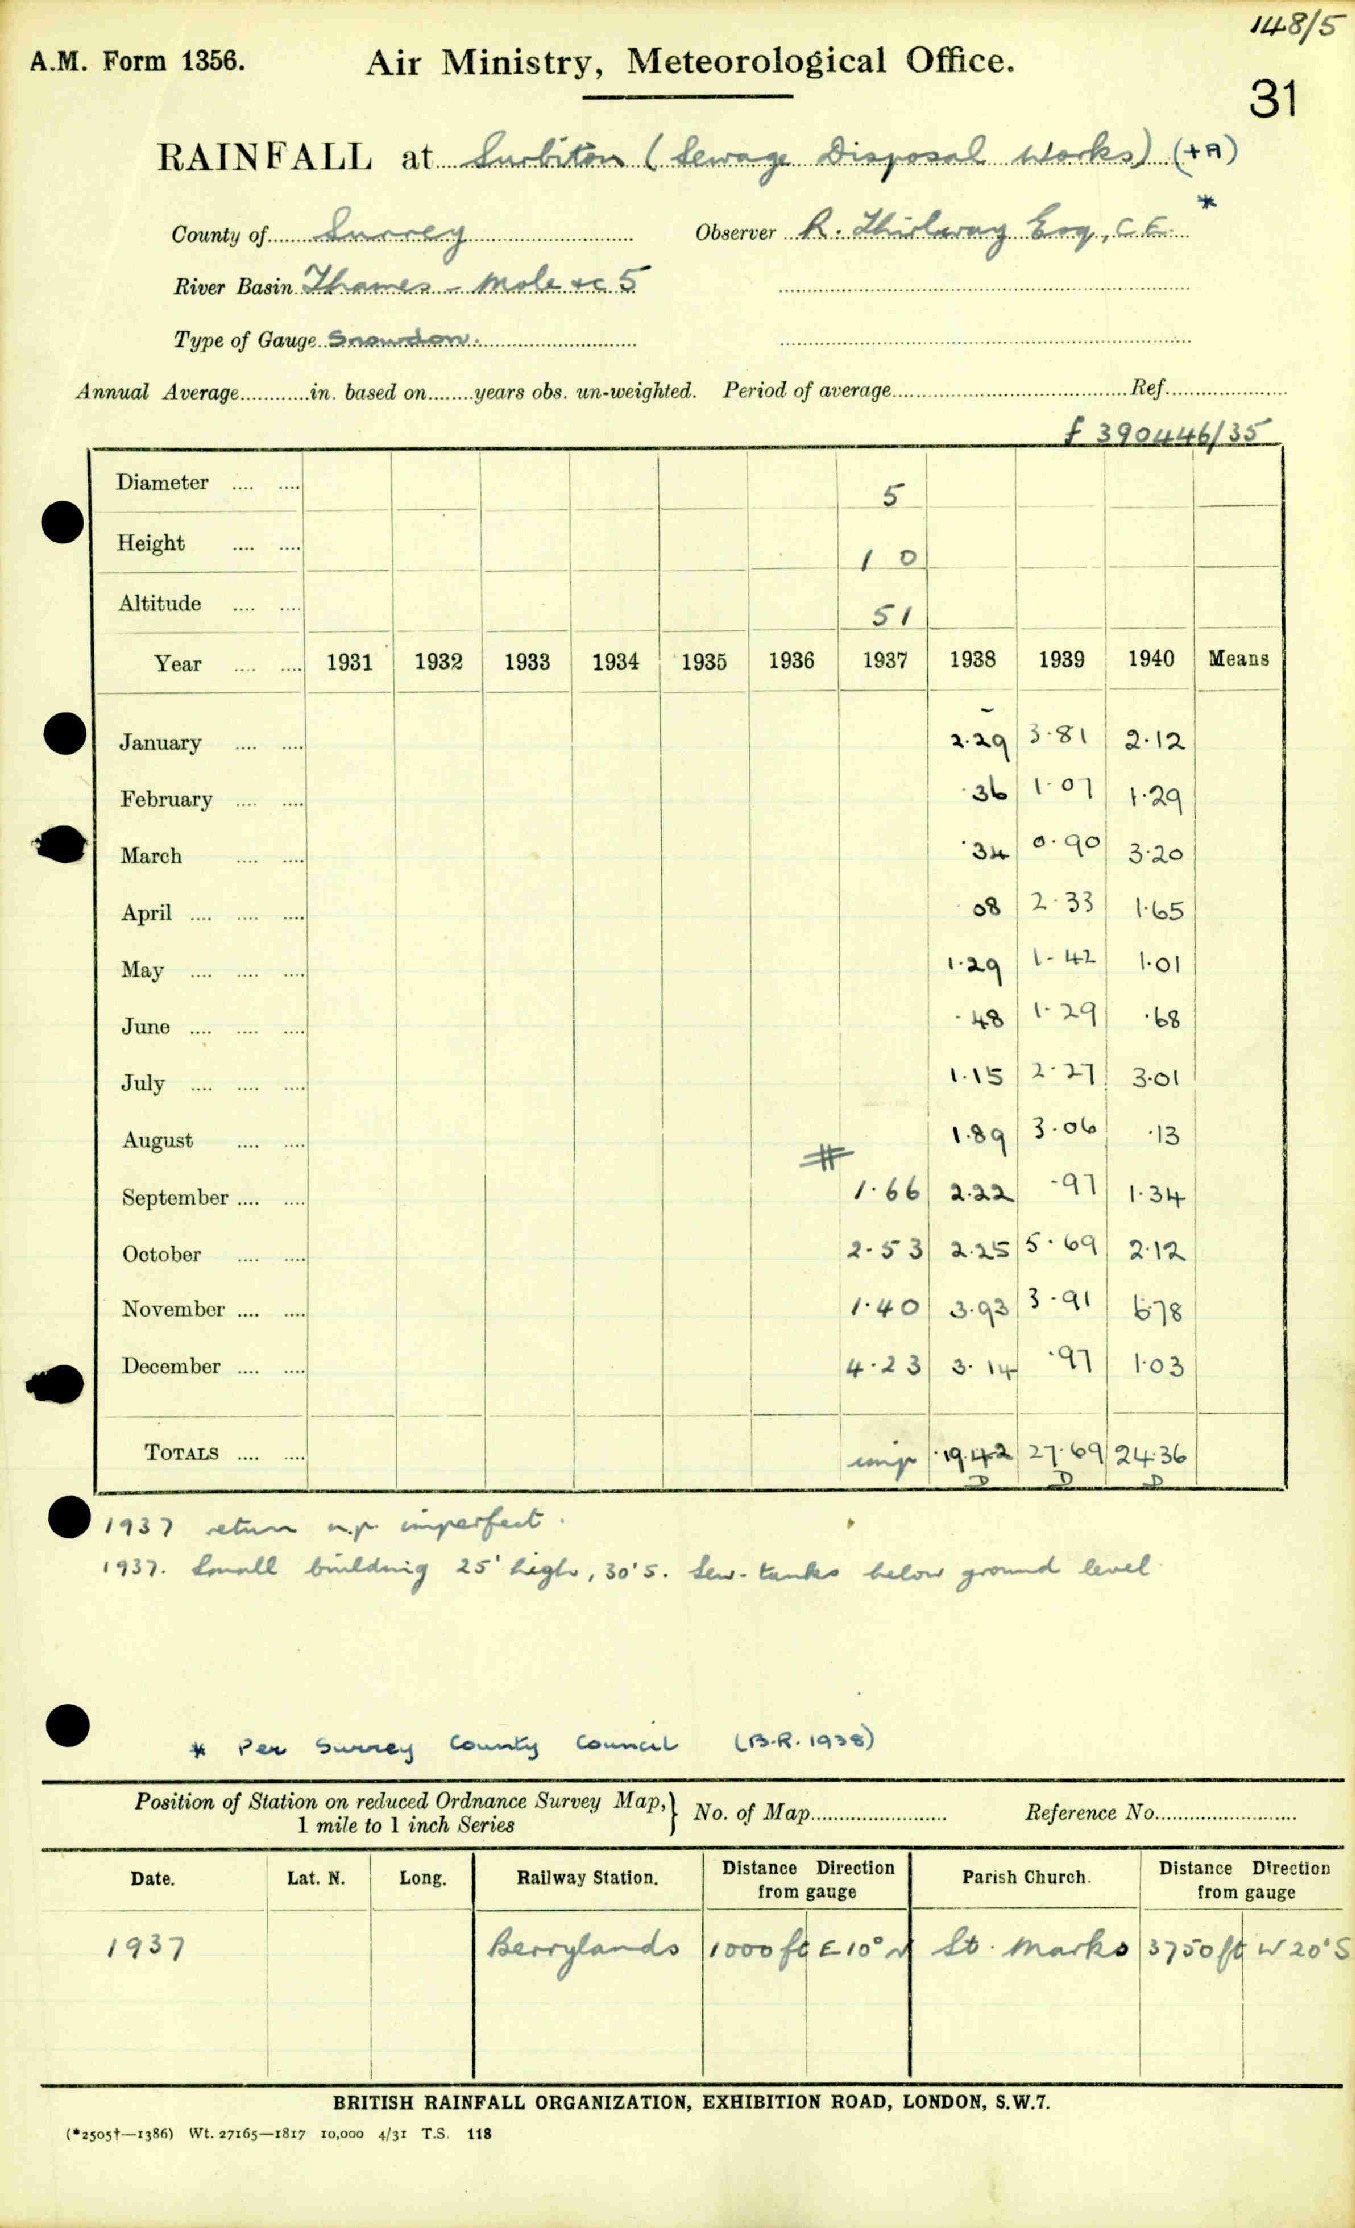 148/5
A.M. Form 1356. Air Ministry, Meteorological Office.
31
RAINFALL at Surbiton (Sewage Disposal Works) (+A)
County of Surrey Observer R. Thirlway Esq, C.E. *
River Basin Thames - Mole &c 5
Type of Gauge Snowdon.
Annual Average in. based on years obs. un-weighted. Period of average Ref.
f 390446/35
Diameter 5
Height 1 0
Altitude 51
Year 1931 1932 1933 1934 1935 1936 1937 1938 1939 1940 Means
January 2.29 3.81 2.12
February .36 1.07 1.29
March .34 0.90 3.20
April 08 2.33 1.65
May 1.29 1.42 1.01
June .48 1.29 .68
July 1.15 2.27 3.01
August 1.89 3.06 .13
#
September 1.66 2.22 .97 1.34
October 2.53 2.25 5.69 2.12
November 1.40 3.93 3.91 6.78
December 4.23 3.14 .97 1.03
TOTALS imp 19.42 27.69 24.36
D D D
1937 return n.p. imperfect.
1937. Small building 25' high, 30' S. Sew. tanks below ground level
* Per Surrey County Council (B.R. 1938)
Position of Station on reduced Ordnance Survey Map, 1 mile to 1 inch Series } No. of Map Reference No.
Date. Lat. N. Long. Railway Station. Distance Direction from gauge Parish Church. Distance Direction from gauge
1937 Berrylands 1000 ft E 10° N St. Marks 3750 ft W 20° S
BRITISH RAINFALL ORGANIZATION, EXHIBITION ROAD, LONDON, S.W.7.
(*2505†—1386) Wt. 27165—1817 10,000 4/31 T.S. 118